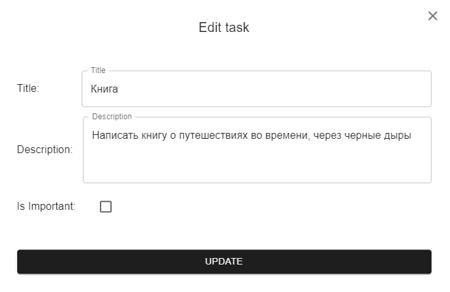 Edit task
Title:
Title
Книга
Description:
Description
Написать книгу о путешествиях во времени, через черные дыры
Is Important:
UPDATE